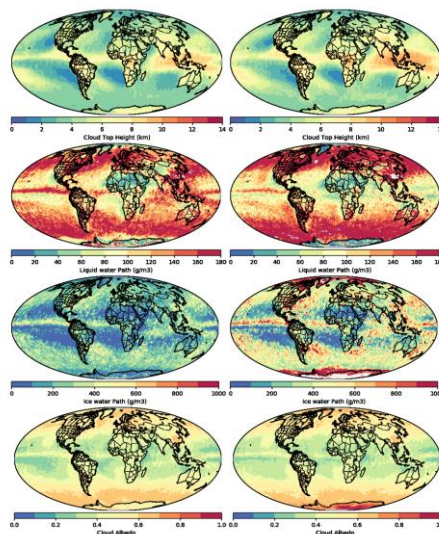 0 2 4 6 8 10 12 14 0 2 4 6 8 10 12 14
Cloud Top Height (km) Cloud Top Height (km)
0 20 40 60 80 100 120 140 160 180 0 20 40 60 80 100 120 140 160 180
Liquid water Path (g/m3) Liquid water Path (g/m3)
0 200 400 600 800 1000 0 200 400 600 800 1000
Ice water Path (g/m3) Ice water Path (g/m3)
0.0 0.2 0.4 0.6 0.8 1.0 0.0 0.2 0.4 0.6 0.8 1.0
Cloud Albedo Cloud Albedo